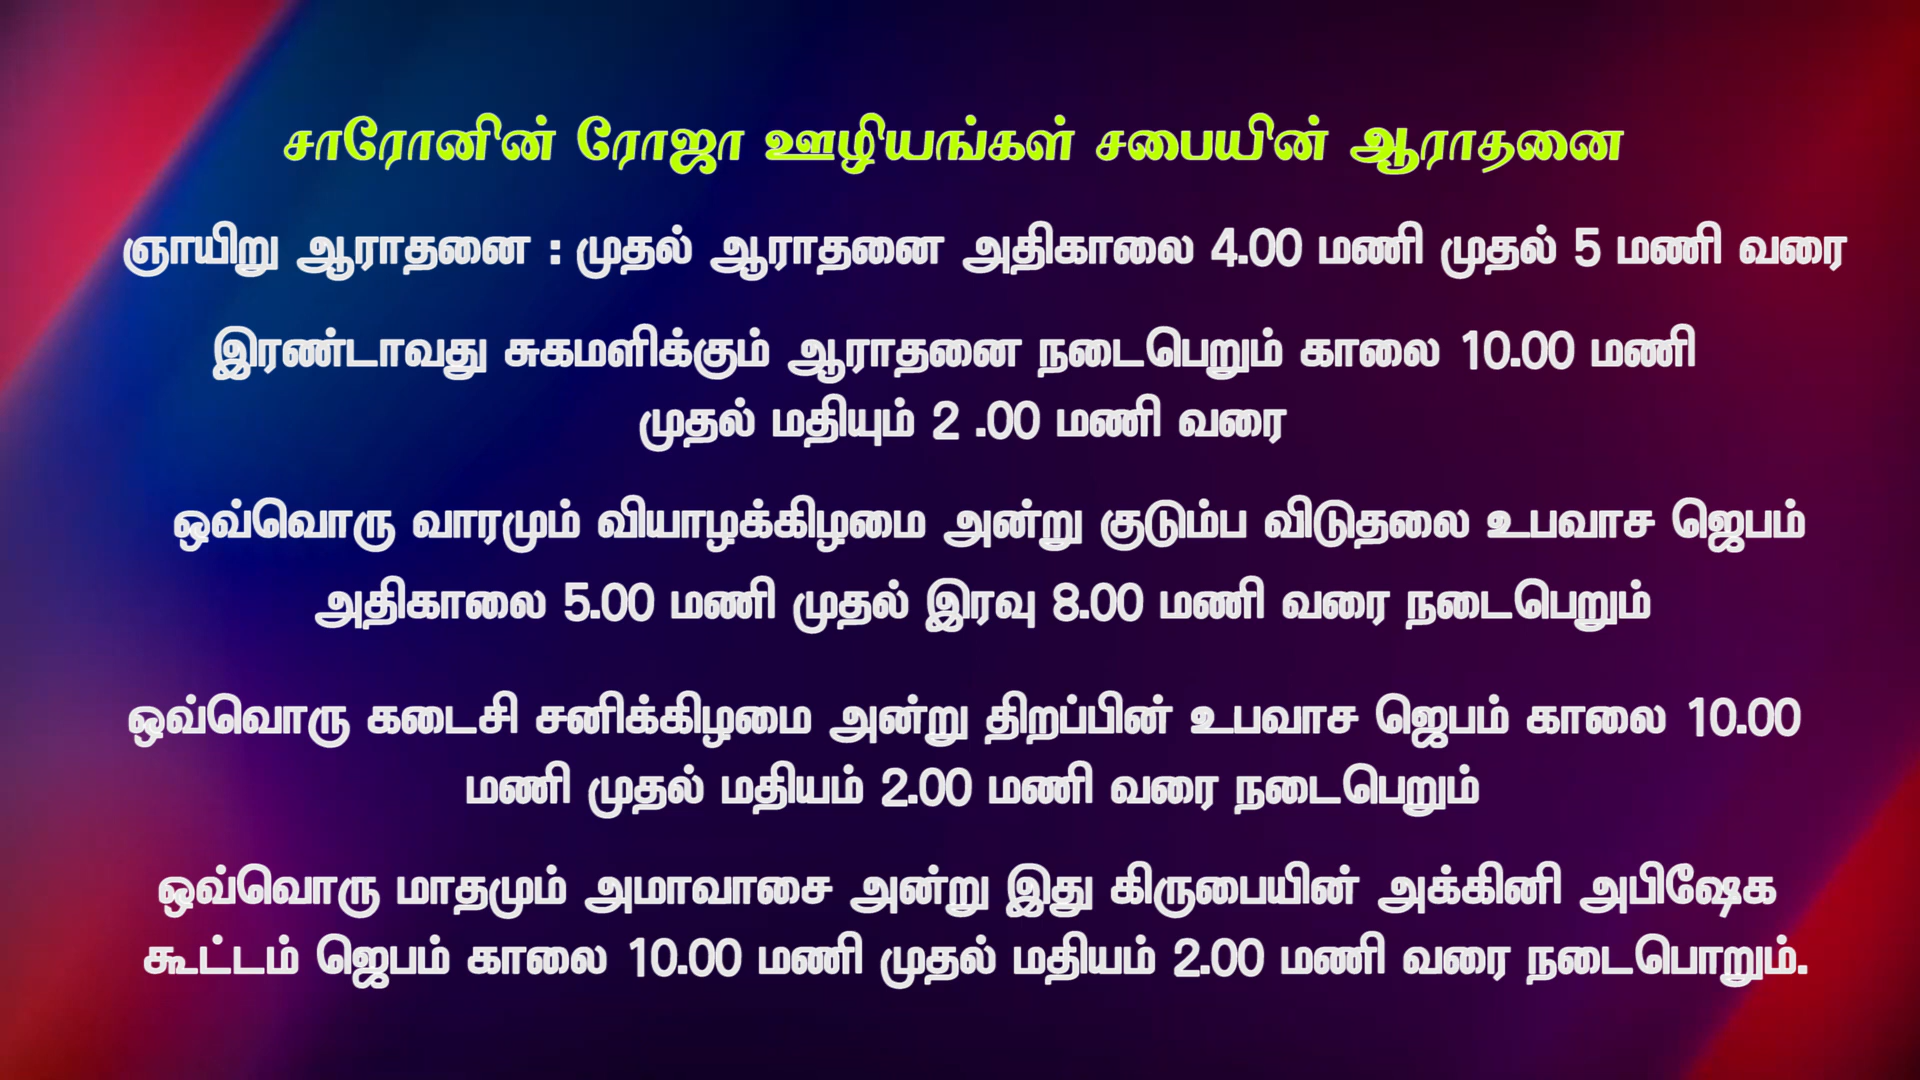 சாரோனின் ரோஜா ஊழியங்கள் சபையின் ஆராதனை
ஞாயிறு ஆராதனை : முதல் ஆராதனை அதிகாலை 4.00 மணி முதல் 5 மணி வரை
இரண்டாவது சுகமளிக்கும் ஆராதனை நடைபெறும் காலை 10.00 மணி
முதல் மதியும் 2 .00 மணி வரை
ஒவ்வொரு வாரமும் வியாழக்கிழமை அன்று குடும்ப விடுதலை உபவாச ஜெபம்
அதிகாலை 5.00 மணி முதல் இரவு 8.00 மணி வரை நடைபெறும்
ஒவ்வொரு கடைசி சனிக்கிழமை அன்று திறப்பின் உபவாச ஜெபம் காலை 10.00
மணி முதல் மதியம் 2.00 மணி வரை நடைபெறும்
ஒவ்வொரு மாதமும் அமாவாசை அன்று இது கிருபையின் அக்கினி அபிஷேக
கூட்டம் ஜெபம் காலை 10.00 மணி முதல் மதியம் 2.00 மணி வரை நடைபொறும்.